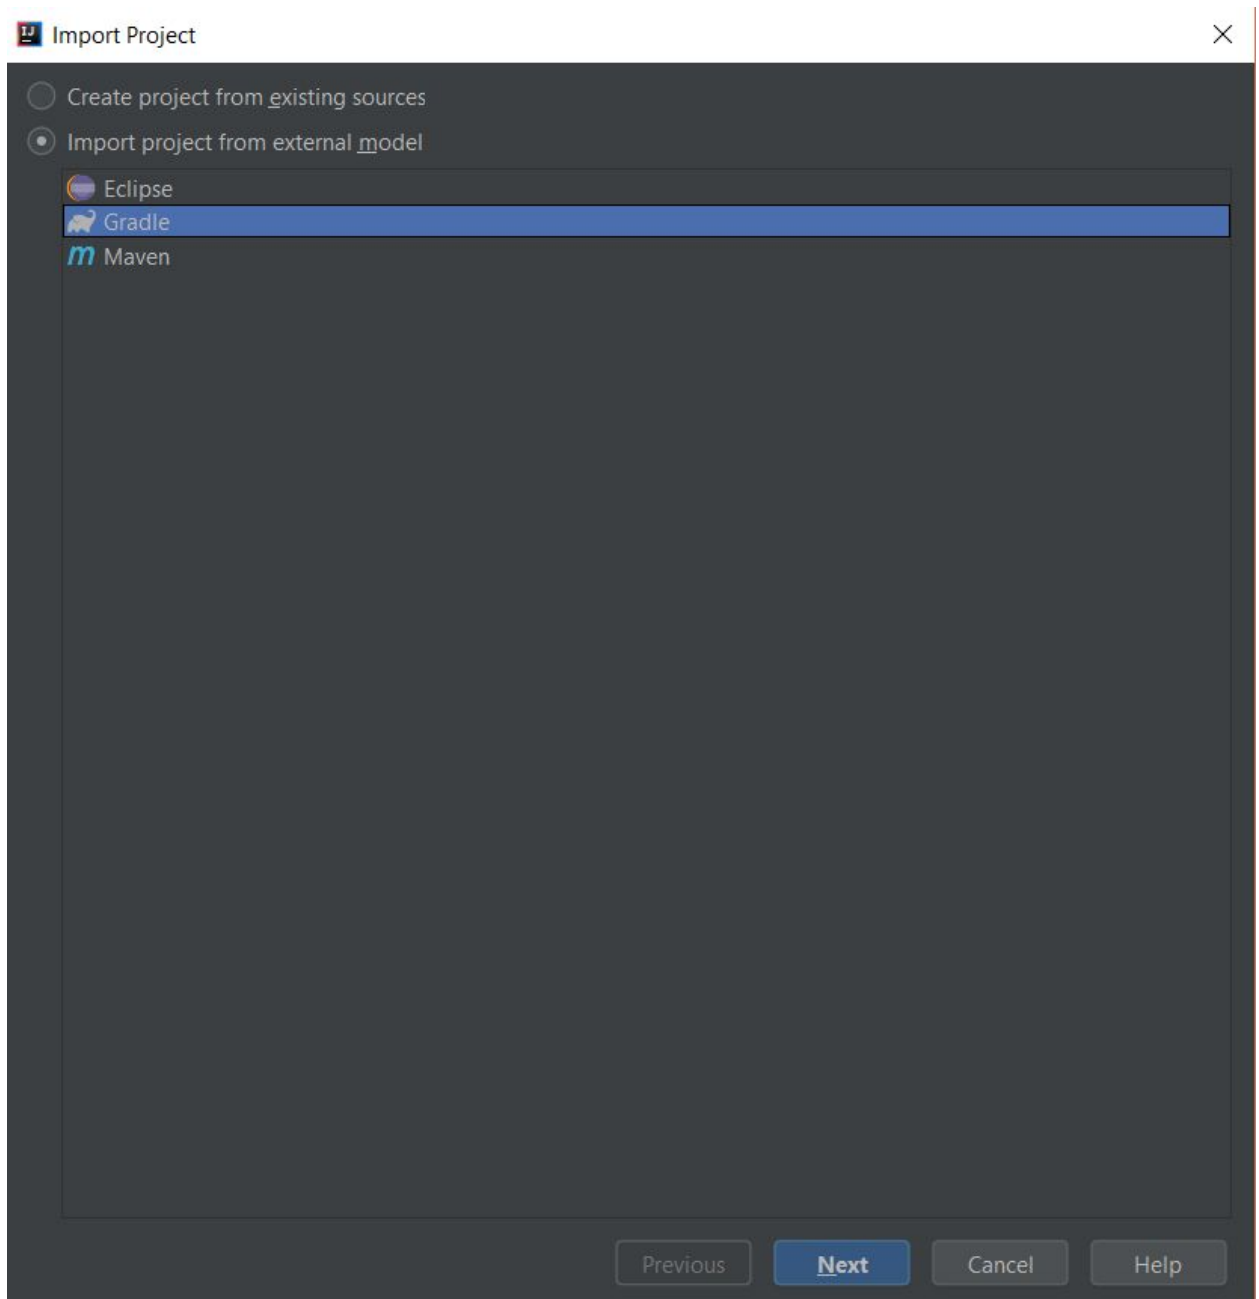 Import Project
Create project from existing sources
Import project from external model
Eclipse
Gradle
Maven
Previous Next Cancel Help